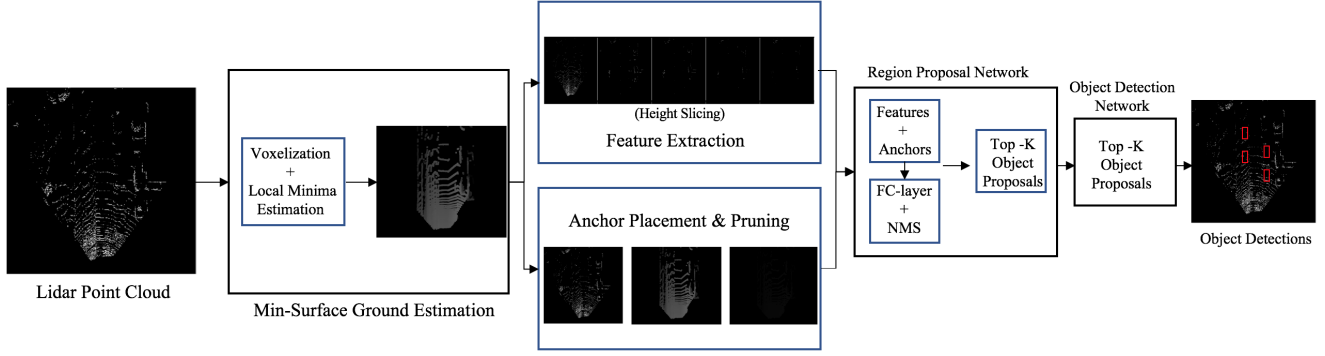 Lidar Point Cloud
Voxelization
+
Local Minima
Estimation
Min-Surface Ground Estimation
(Height Slicing)
Feature Extraction
Anchor Placement & Pruning
Region Proposal Network
Features
+
Anchors
FC-layer
+
NMS
Top -K
Object
Proposals
Object Detection
Network
Top -K
Object
Proposals
Object Detections